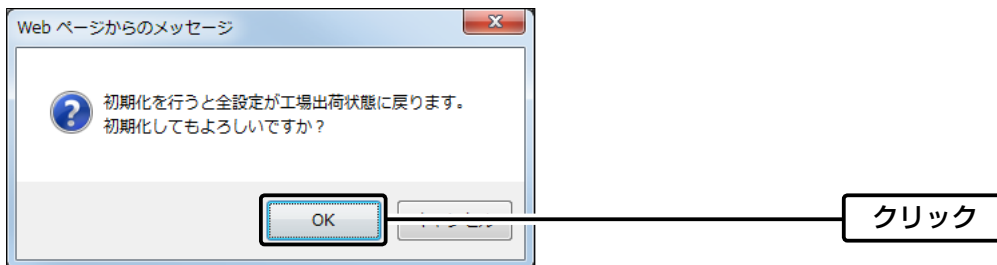 Web ページからのメッセージ
初期化を行うと全設定が工場出荷状態に戻ります。
初期化してもよろしいですか？
OK
クリック